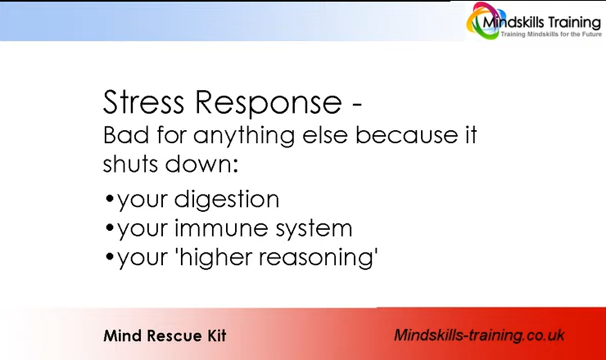 Mindskills Training
Training Mindskills for the Future
Stress Response -
Bad for anything else because it
shuts down:
•your digestion
•your immune system
•your 'higher reasoning'
Mind Rescue Kit
Mindskills-training.co.uk